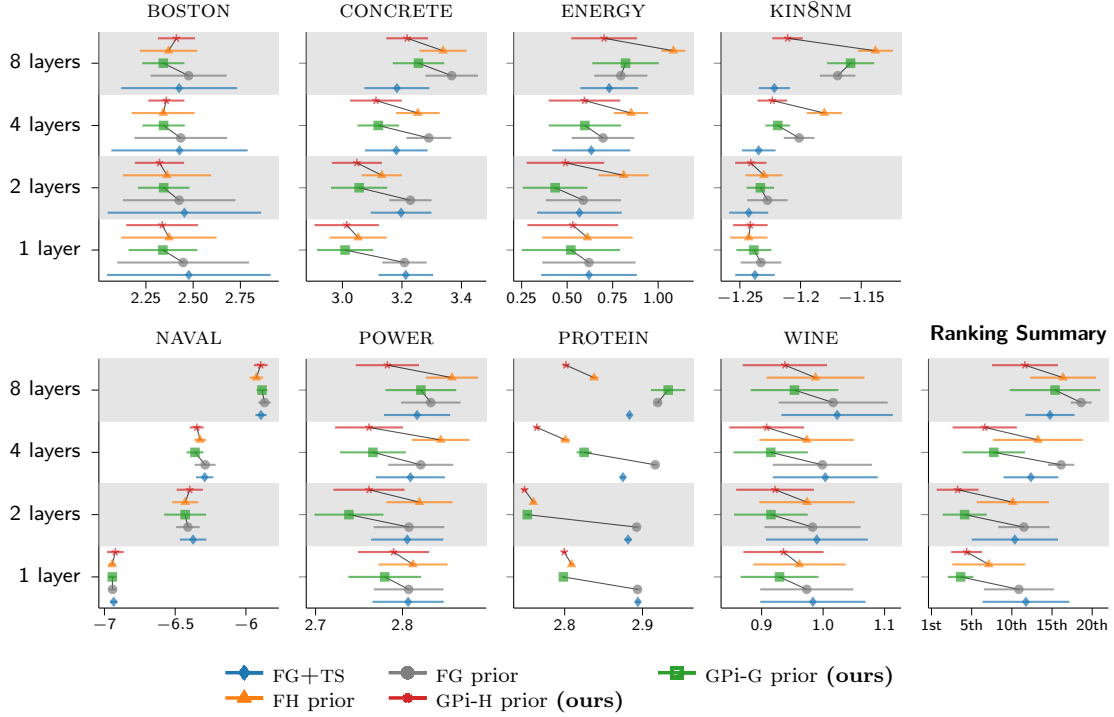 BOSTON CONCRETE ENERGY KIN8NM
8 layers
4 layers
2 layers
1 layer
2.25 2.50 2.75 3.0 3.2 3.4 0.25 0.50 0.75 1.00 −1.25 −1.2 −1.15
NAVAL POWER PROTEIN WINE Ranking Summary
8 layers
4 layers
2 layers
1 layer
−7 −6.5 −6 2.7 2.8 2.8 2.9 0.9 1.0 1.1 1st 5th 10th 15th 20th
FG+TS FG prior GPi-G prior (ours)
FH prior GPi-H prior (ours)